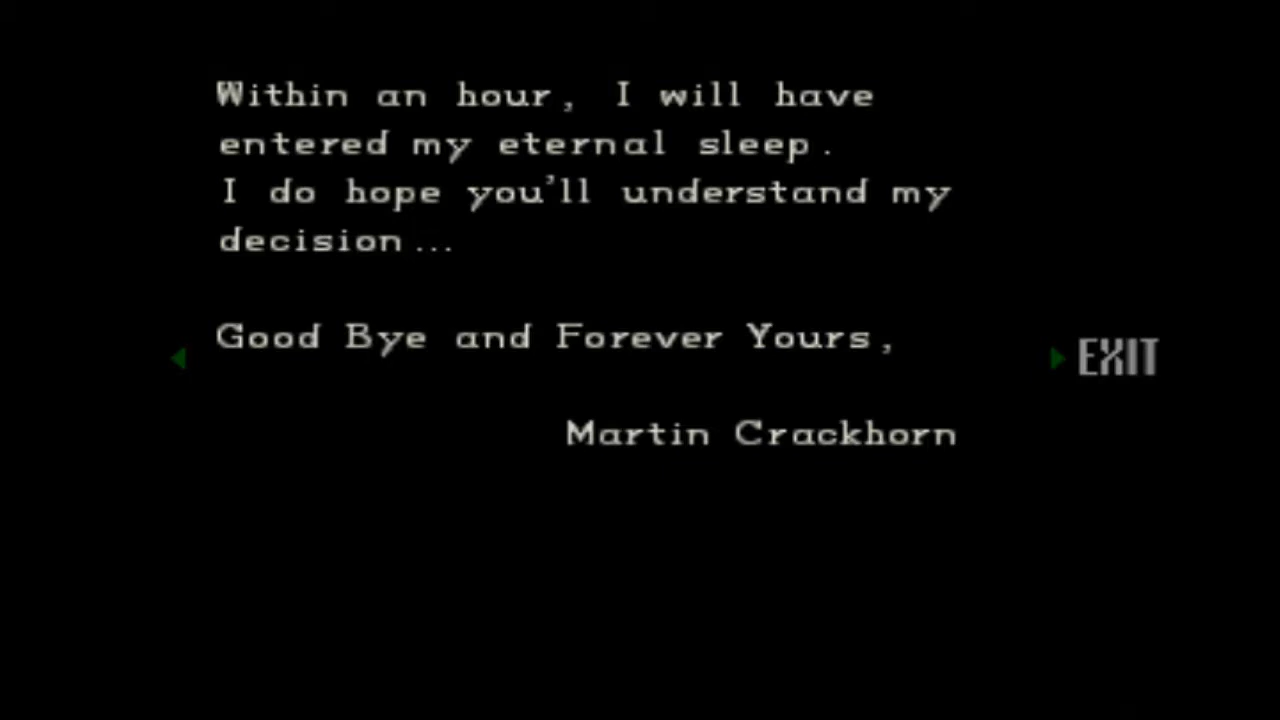 Within an hour, I will have
entered my eternal sleep.
I do hope you'll understand my
decision...
Good Bye and Forever Yours,
EXIT
Martin Crackhorn